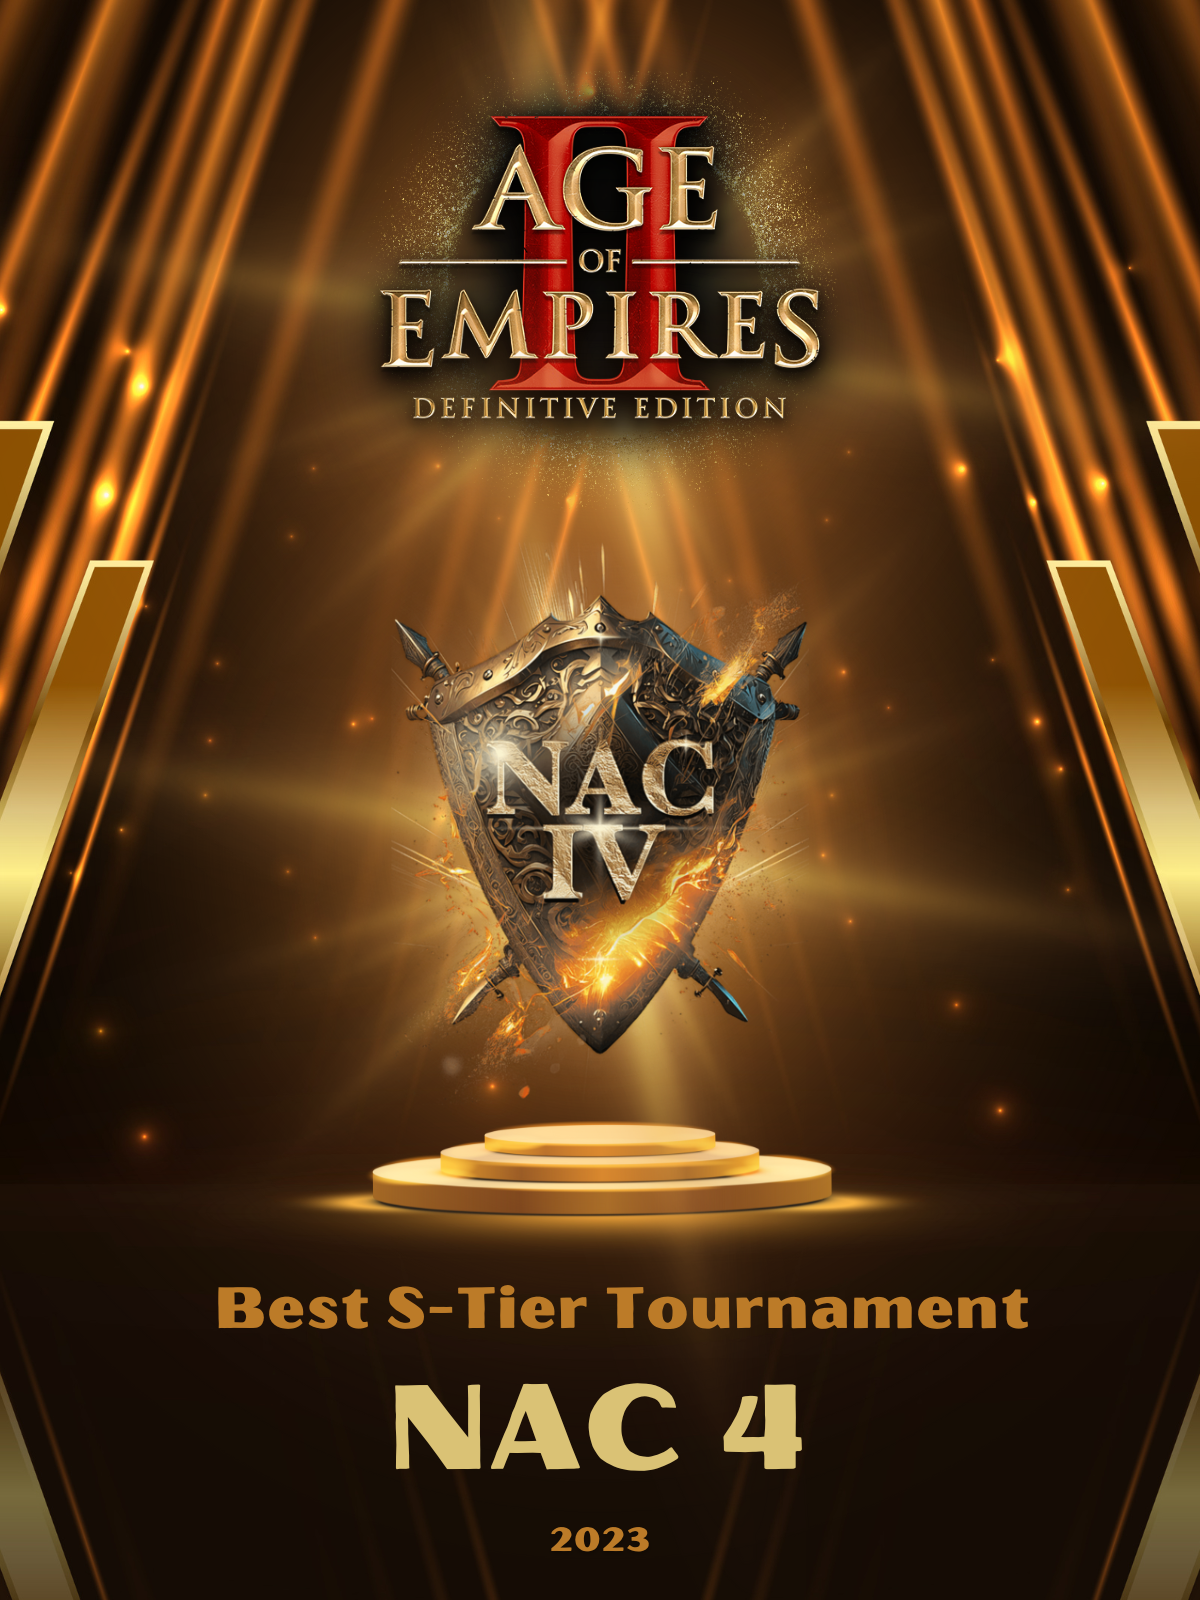 II
AGE
OF
EMPIRES
DEFINITIVE EDITION
NAC
IV
Best S-Tier Tournament
NAC 4
2023